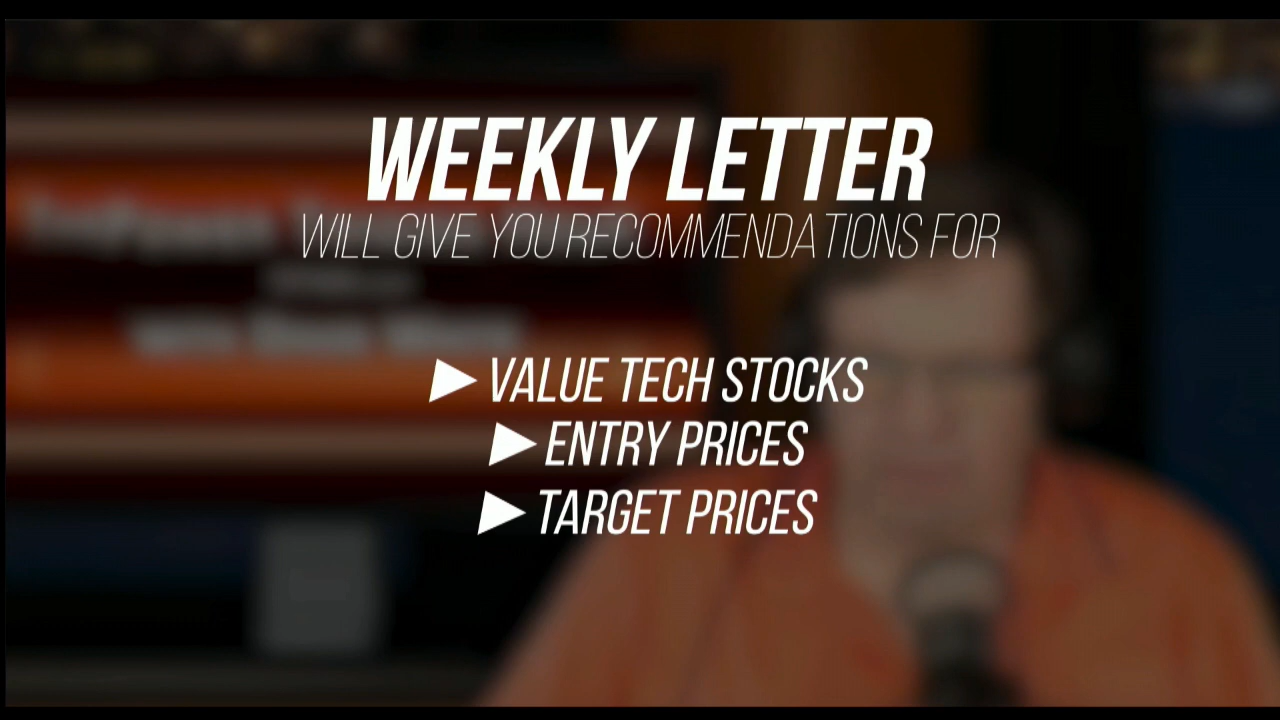 WEEKLY LETTER
WILL GIVE YOU RECOMMENDATIONS FOR
▶ VALUE TECH STOCKS
▶ ENTRY PRICES
▶ TARGET PRICES